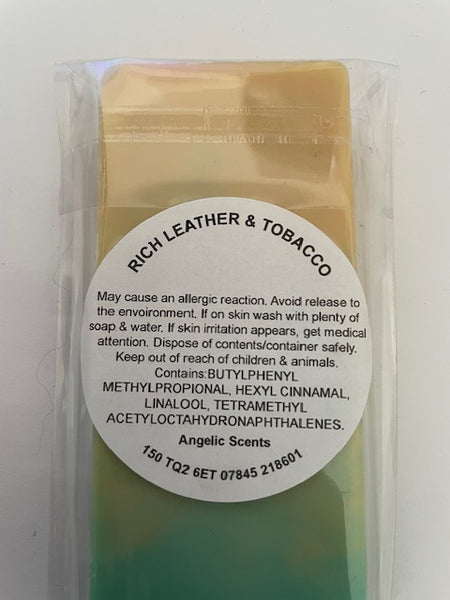 RICH LEATHER & TOBACCO
May cause an allergic reaction. Avoid release to
the envoironment. If on skin wash with plenty of
soap & water. If skin irritation appears, get medical
attention. Dispose of contents/container safely.
Keep out of reach of children & animals.
Contains:BUTYLPHENYL
METHYLPROPIONAL, HEXYL CINNAMAL,
LINALOOL, TETRAMETHYL
ACETYLOCTAHYDRONAPHTHALENES.
Angelic Scents
150 TQ2 6ET 07845 218601